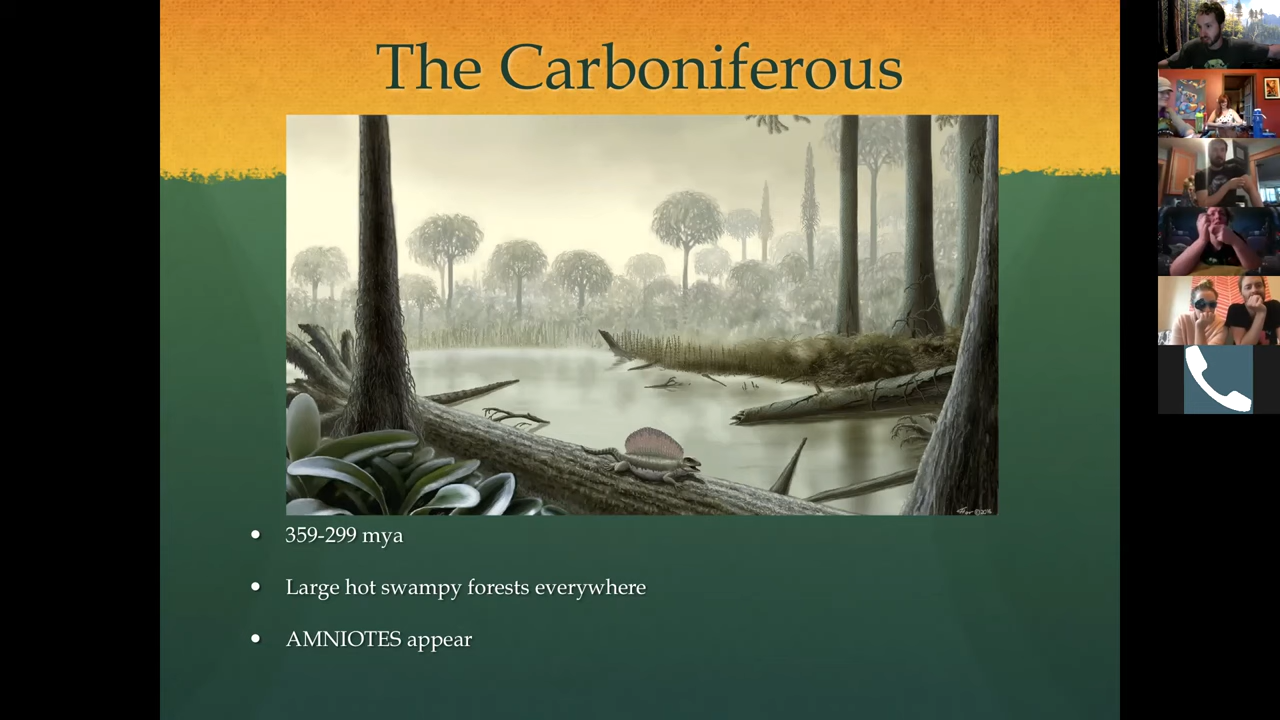 The Carboniferous
• 359-299 mya
• Large hot swampy forests everywhere
• AMNIOTES appear